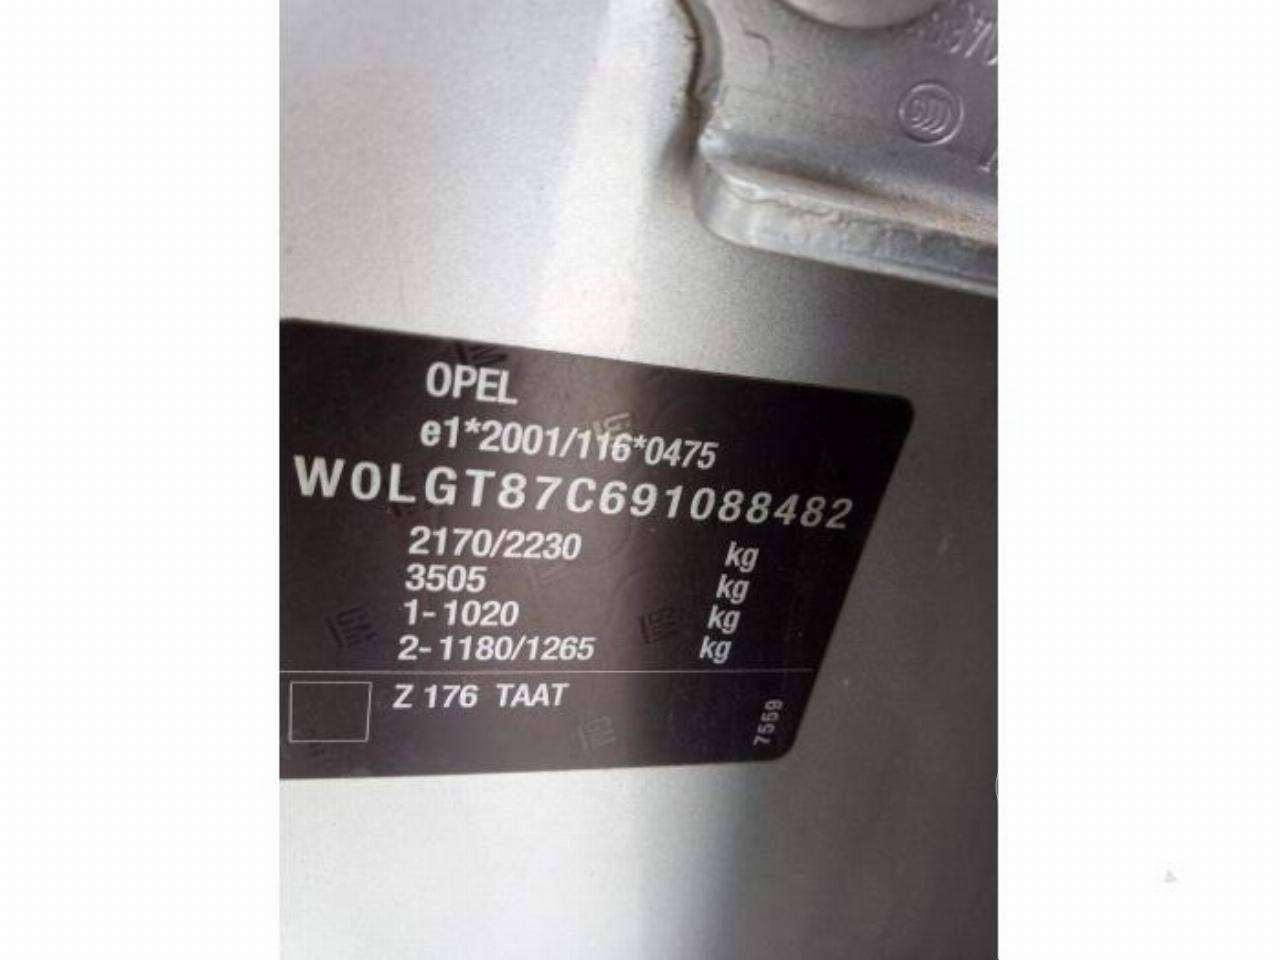 OPEL
e1*2001/116*0475
W0LGT87C691088482
2170/2230 kg
3505 kg
1-1020 kg
2-1180/1265 kg
Z 176 TAAT
7559